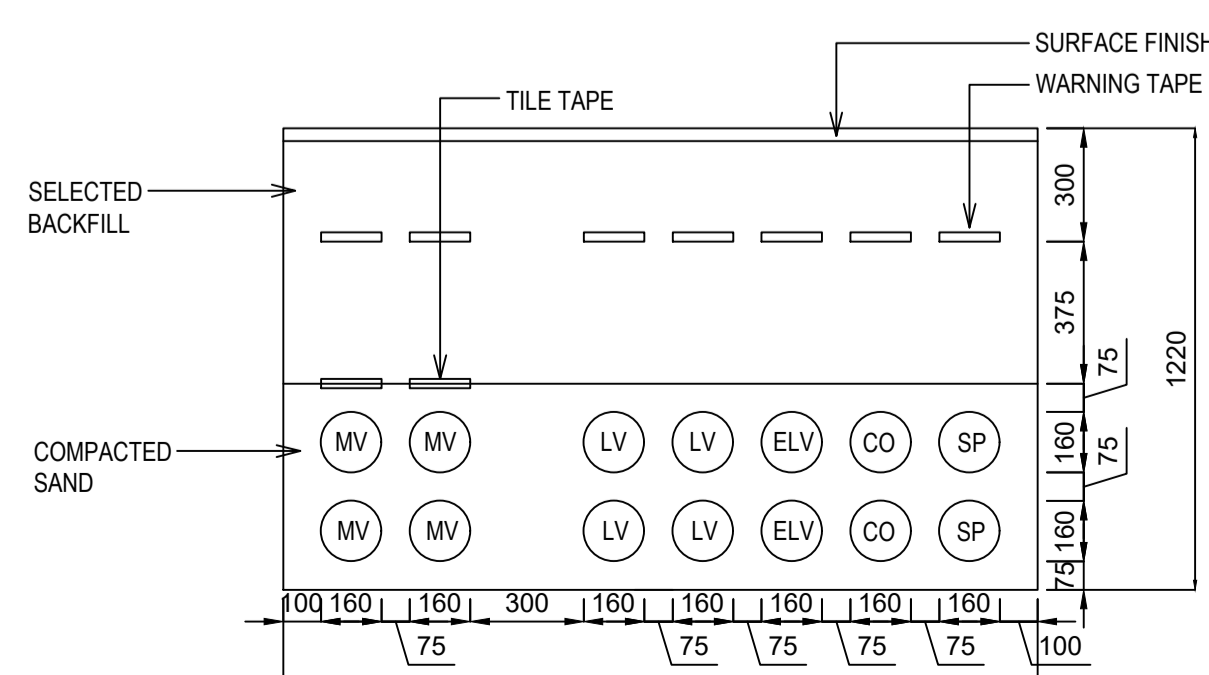 SURFACE FINISH
WARNING TAPE
TILE TAPE
SELECTED
BACKFILL
300
375
75
1220
COMPACTED
SAND
MV MV LV LV ELV CO SP
160
75
MV MV LV LV ELV CO SP
160
75
100 160 160 300 160 160 160 160 160
75 75 75 75 75 100